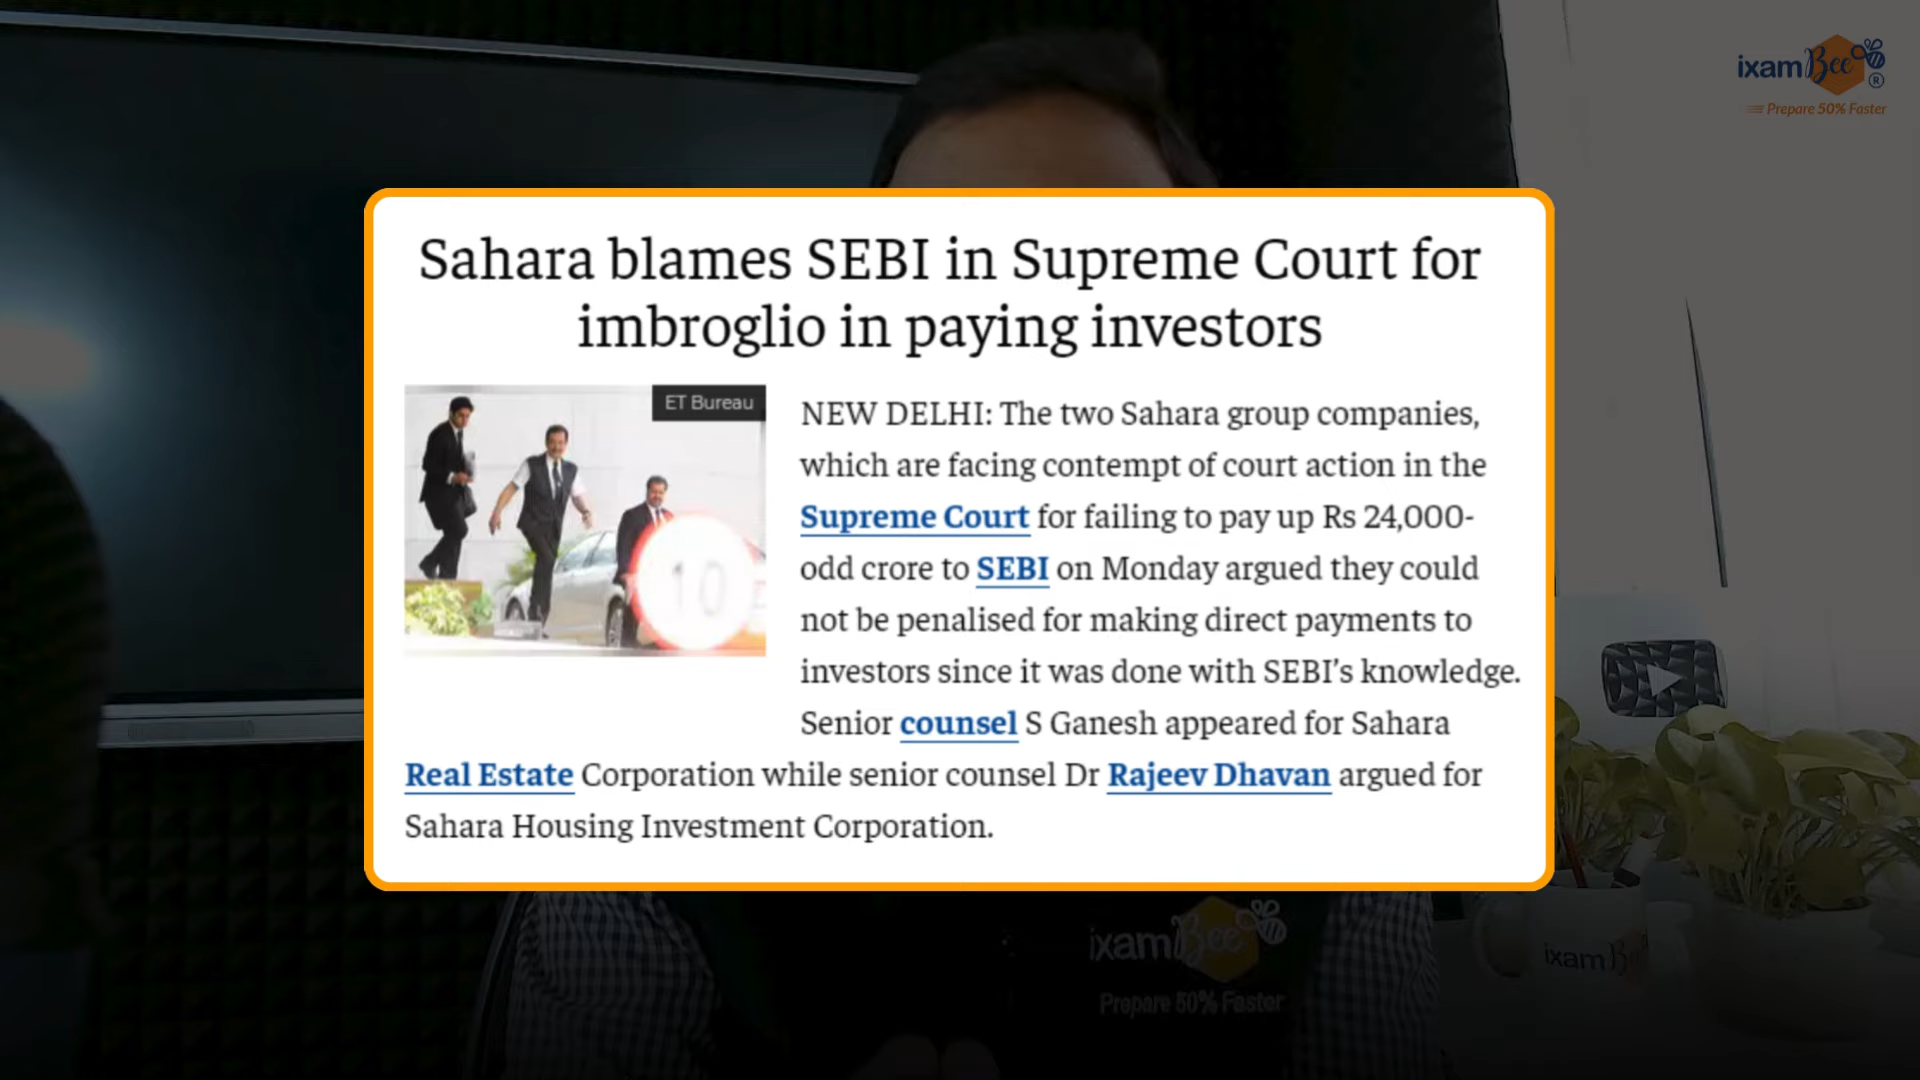 ixamBee®
Prepare 50% Faster
Sahara blames SEBI in Supreme Court for
imbroglio in paying investors
ET Bureau
10
NEW DELHI: The two Sahara group companies,
which are facing contempt of court action in the
Supreme Court for failing to pay up Rs 24,000-
odd crore to SEBI on Monday argued they could
not be penalised for making direct payments to
investors since it was done with SEBI’s knowledge.
Senior counsel S Ganesh appeared for Sahara
Real Estate Corporation while senior counsel Dr Rajeev Dhavan argued for
Sahara Housing Investment Corporation.
ixamBee
Prepare 50% Faster
ixamB